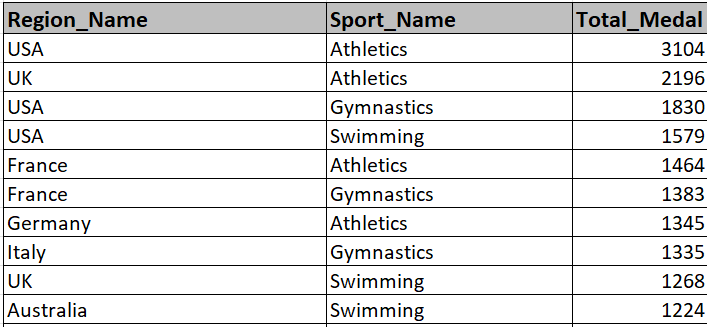 Region_Name Sport_Name Total_Medal
USA Athletics 3104
UK Athletics 2196
USA Gymnastics 1830
USA Swimming 1579
France Athletics 1464
France Gymnastics 1383
Germany Athletics 1345
Italy Gymnastics 1335
UK Swimming 1268
Australia Swimming 1224